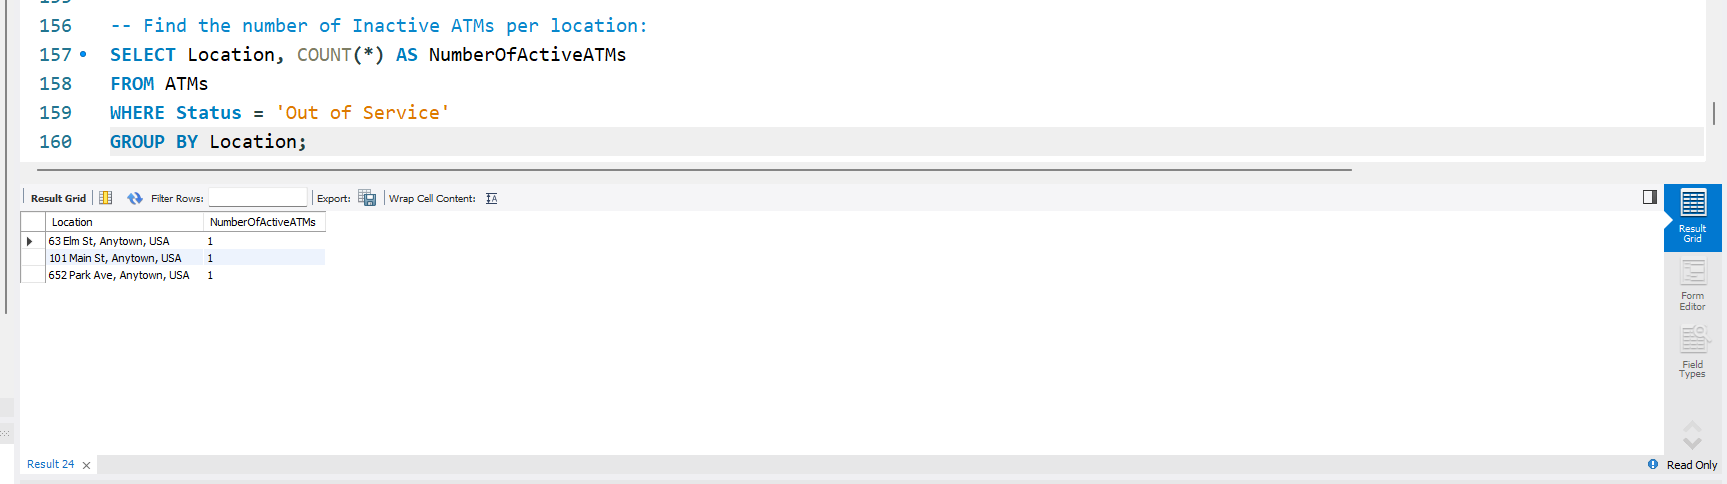 156 -- Find the number of Inactive ATMs per location:
157 SELECT Location, COUNT(*) AS NumberOfActiveATMs
158 FROM ATMs
159 WHERE Status = 'Out of Service'
160 GROUP BY Location;
Result Grid Filter Rows: Export: Wrap Cell Content:
Location NumberOfActiveATMs
63 Elm St, Anytown, USA 1
101 Main St, Anytown, USA 1
652 Park Ave, Anytown, USA 1
Result
Grid
Form
Editor
Field
Types
Result 24
Read Only